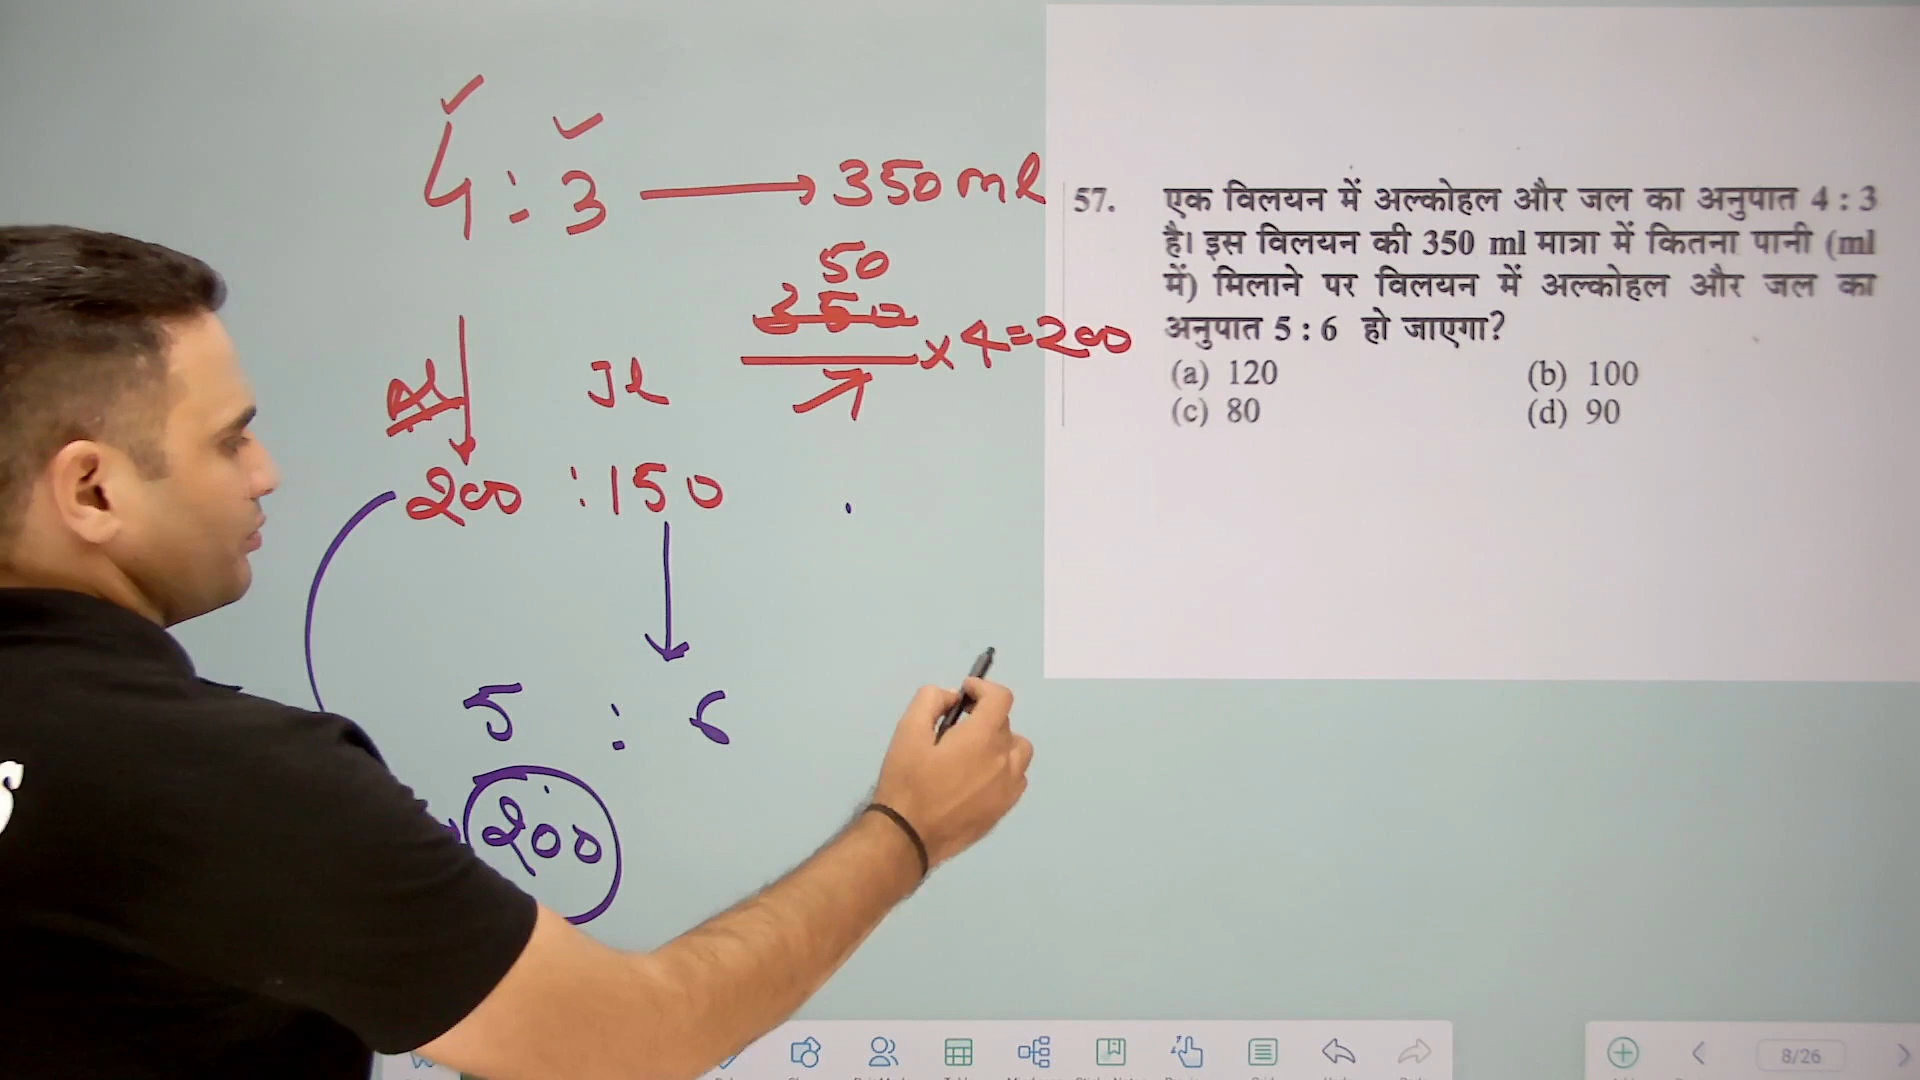 4 : 3 → 350 ml
50
350
× 4 = 200
7
200 : 150
5 : 6
200
57. एक विलयन में अल्कोहल और जल का अनुपात 4 : 3
है। इस विलयन की 350 ml मात्रा में कितना पानी (ml
में) मिलाने पर विलयन में अल्कोहल और जल का
अनुपात 5 : 6 हो जाएगा?
(a) 120 (b) 100
(c) 80 (d) 90
8/26